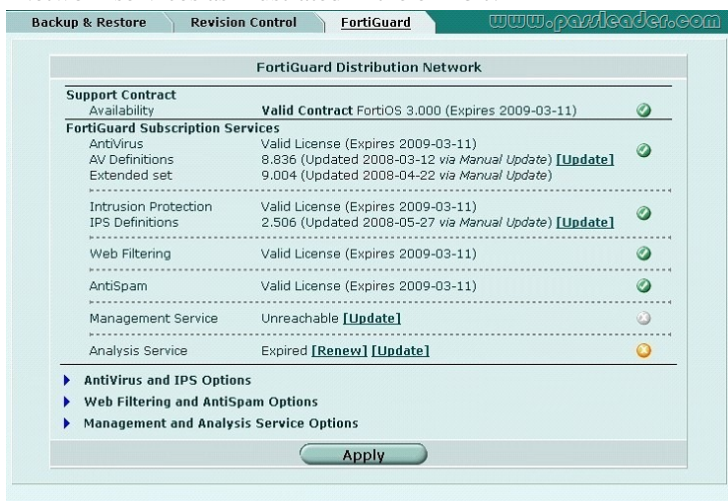 Backup & Restore Revision Control FortiGuard www.passleader.com
FortiGuard Distribution Network
Support Contract
Availability Valid Contract FortiOS 3.000 (Expires 2009-03-11)
FortiGuard Subscription Services
AntiVirus Valid License (Expires 2009-03-11)
AV Definitions 8.836 (Updated 2008-03-12 via Manual Update) [Update]
Extended set 9.004 (Updated 2008-04-22 via Manual Update)
Intrusion Protection Valid License (Expires 2009-03-11)
IPS Definitions 2.506 (Updated 2008-05-27 via Manual Update) [Update]
Web Filtering Valid License (Expires 2009-03-11)
AntiSpam Valid License (Expires 2009-03-11)
Management Service Unreachable [Update]
Analysis Service Expired [Renew] [Update]
AntiVirus and IPS Options
Web Filtering and AntiSpam Options
Management and Analysis Service Options
Apply